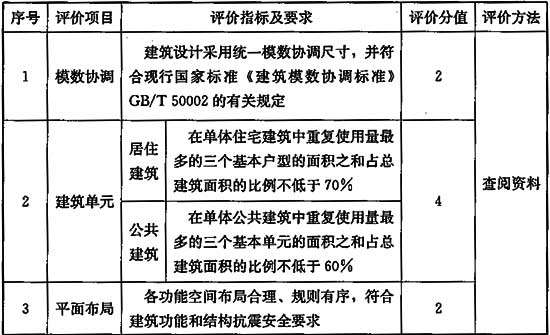 序号 评价项目 评价指标及要求 评价分值 评价方法
1 模数协调 建筑设计采用统一模数协调尺寸，并符合现行国家标准《建筑模数协调标准》GB/T 50002的有关规定 2
2 建筑单元 居住建筑 在单体住宅建筑中重复使用量最多的三个基本户型的面积之和占总建筑面积的比例不低于70% 4 查阅资料
公共建筑 在单体公共建筑中重复使用量最多的三个基本单元的面积之和占总建筑面积的比例不低于60%
3 平面布局 各功能空间布局合理、规则有序，符合建筑功能和结构抗震安全要求 2